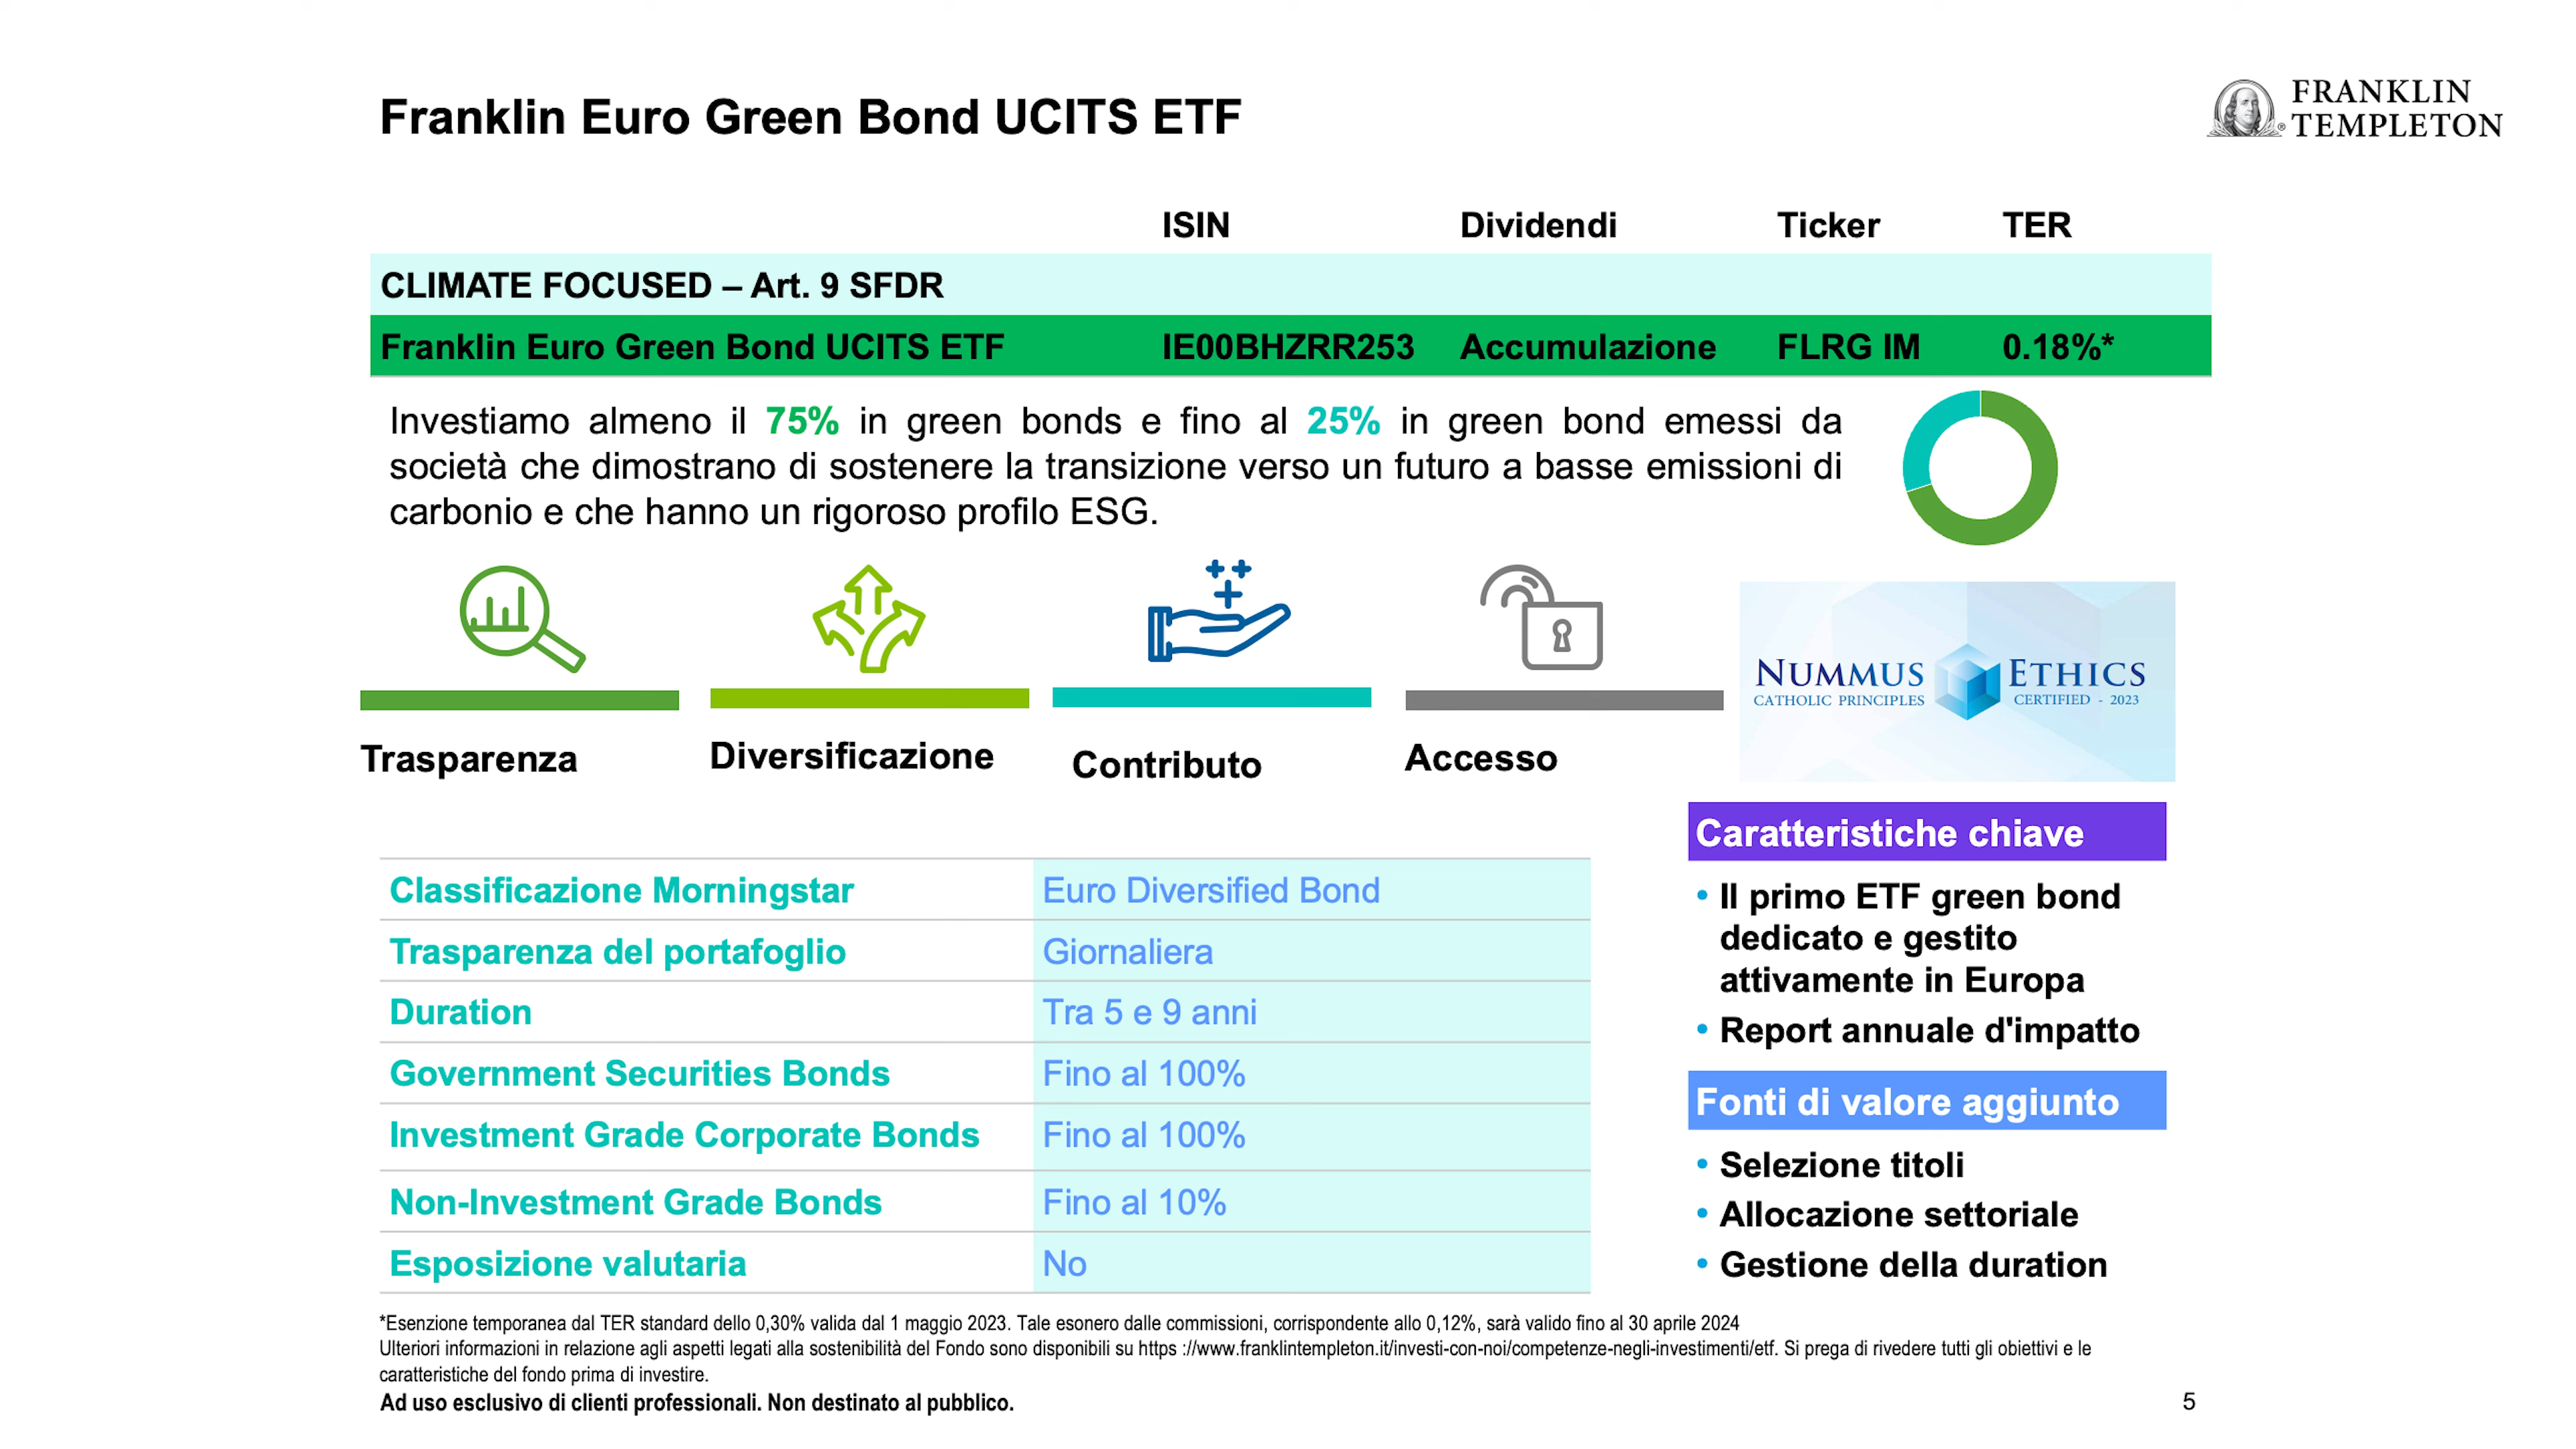 Franklin Euro Green Bond UCITS ETF
FRANKLIN
TEMPLETON
®
ISIN Dividendi Ticker TER
CLIMATE FOCUSED – Art. 9 SFDR
Franklin Euro Green Bond UCITS ETF IE00BHZRR253 Accumulazione FLRG IM 0.18%*
Investiamo almeno il 75% in green bonds e fino al 25% in green bond emessi da
società che dimostrano di sostenere la transizione verso un futuro a basse emissioni di
carbonio e che hanno un rigoroso profilo ESG.
Trasparenza
Diversificazione
Contributo
Accesso
NUMMUS ETHICS
CATHOLIC PRINCIPLES CERTIFIED - 2023
Classificazione Morningstar Euro Diversified Bond
Trasparenza del portafoglio Giornaliera
Duration Tra 5 e 9 anni
Government Securities Bonds Fino al 100%
Investment Grade Corporate Bonds Fino al 100%
Non-Investment Grade Bonds Fino al 10%
Esposizione valutaria No
Caratteristiche chiave
• Il primo ETF green bond
dedicato e gestito
attivamente in Europa
• Report annuale d'impatto
Fonti di valore aggiunto
• Selezione titoli
• Allocazione settoriale
• Gestione della duration
*Esenzione temporanea dal TER standard dello 0,30% valida dal 1 maggio 2023. Tale esonero dalle commissioni, corrispondente allo 0,12%, sarà valido fino al 30 aprile 2024
Ulteriori informazioni in relazione agli aspetti legati alla sostenibilità del Fondo sono disponibili su https ://www.franklintempleton.it/investi-con-noi/competenze-negli-investimenti/etf. Si prega di rivedere tutti gli obiettivi e le
caratteristiche del fondo prima di investire.
Ad uso esclusivo di clienti professionali. Non destinato al pubblico.
5